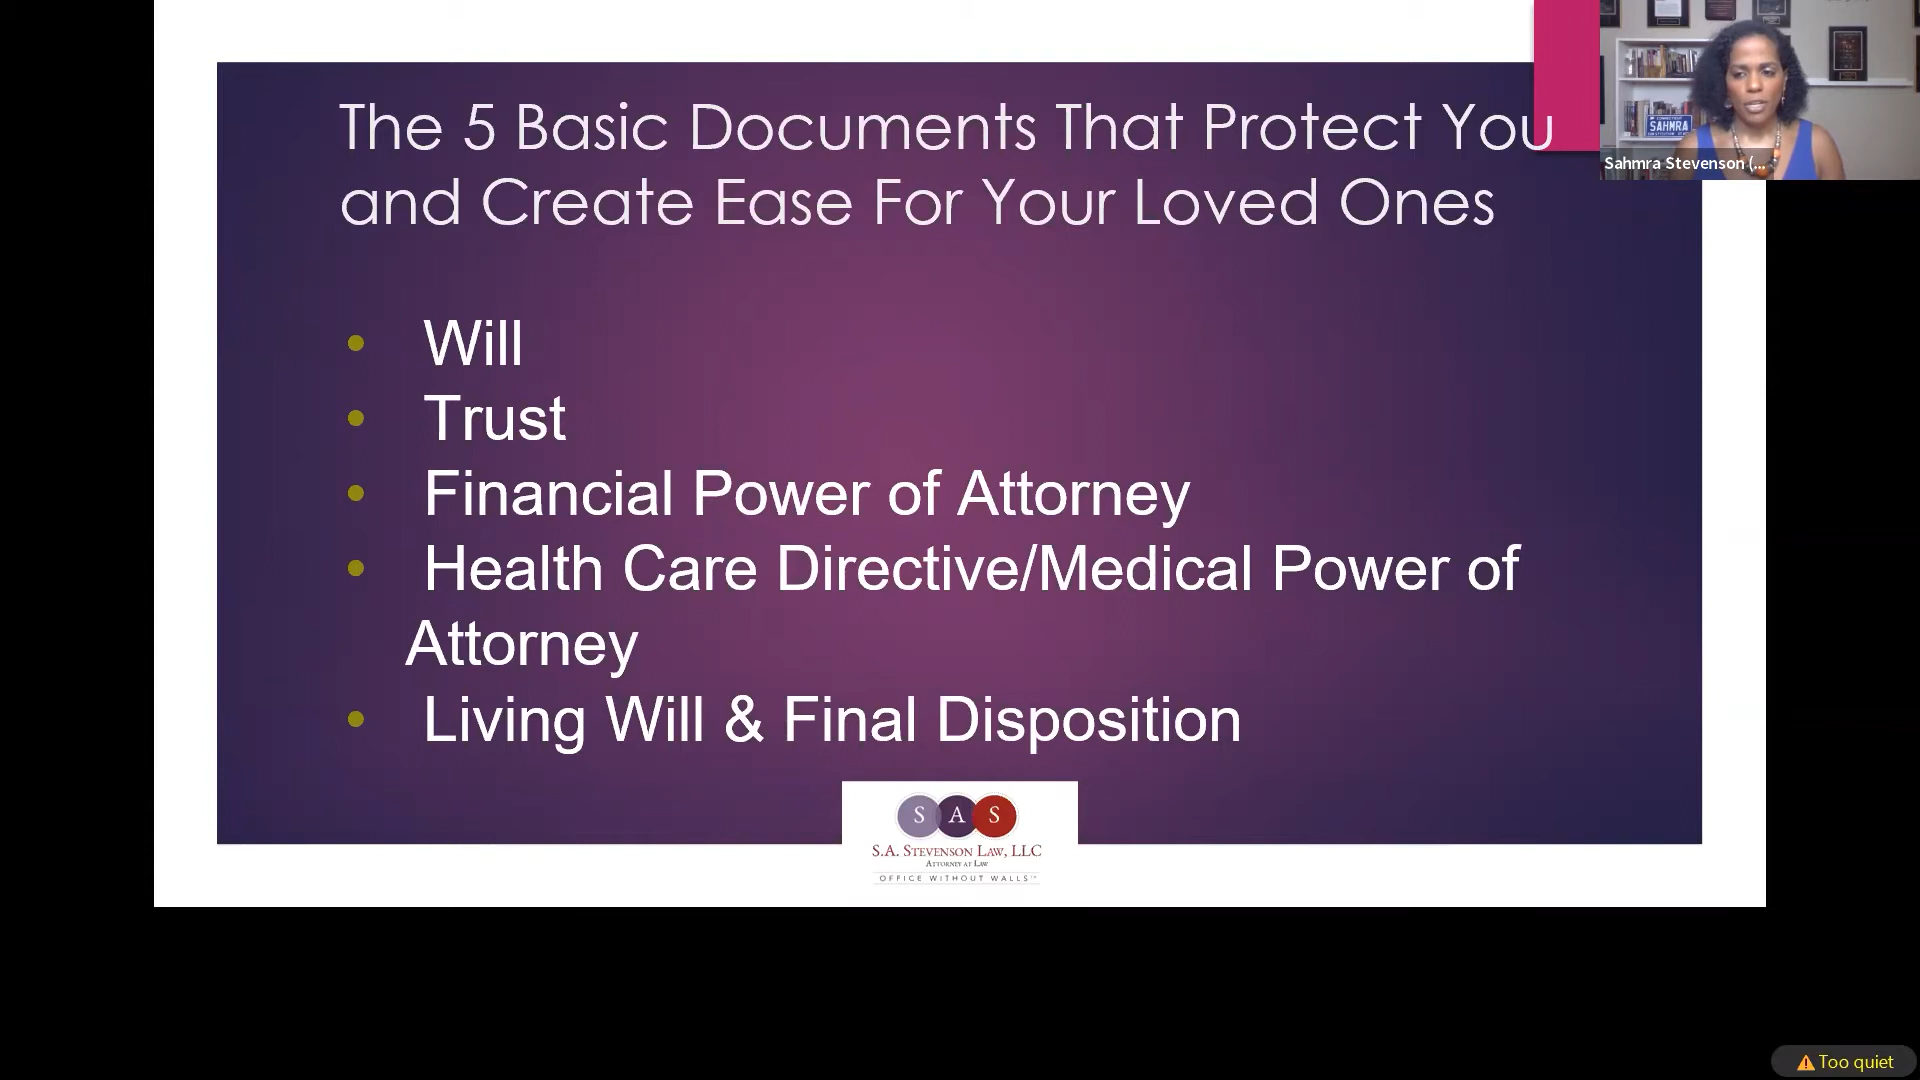 The 5 Basic Documents That Protect You
and Create Ease For Your Loved Ones
• Will
• Trust
• Financial Power of Attorney
• Health Care Directive/Medical Power of
Attorney
• Living Will & Final Disposition
S A S
S.A. STEVENSON LAW, LLC
ATTORNEY AT LAW
OFFICE WITHOUT WALLS
SAHMRA
Sahmra Stevenson (...
Too quiet